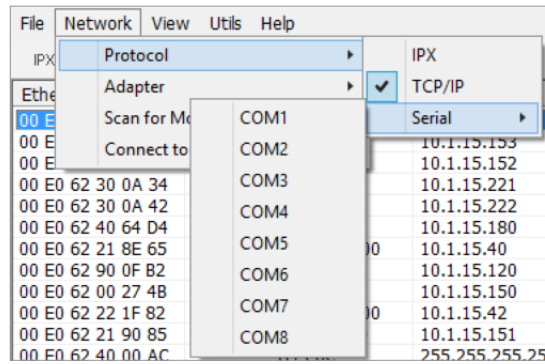 File Network View Utils Help
IPX Protocol IPX
Ethe Adapter TCP/IP
00 E Scan for Mo COM1 Serial
00 E Connect to COM2 10.1.15.153
00 E 10.1.15.152
00 E0 62 30 0A 34 COM3 10.1.15.221
00 E0 62 30 0A 42 COM4 10.1.15.222
00 E0 62 40 64 D4 10.1.15.180
00 E0 62 21 8E 65 COM5 00 10.1.15.40
00 E0 62 90 0F B2 COM6 10.1.15.120
00 E0 62 00 27 4B 10.1.15.150
00 E0 62 22 1F 82 COM7 00 10.1.15.42
00 E0 62 21 90 85 COM8 10.1.15.151
00 E0 62 40 00 AC 255.255.255.25